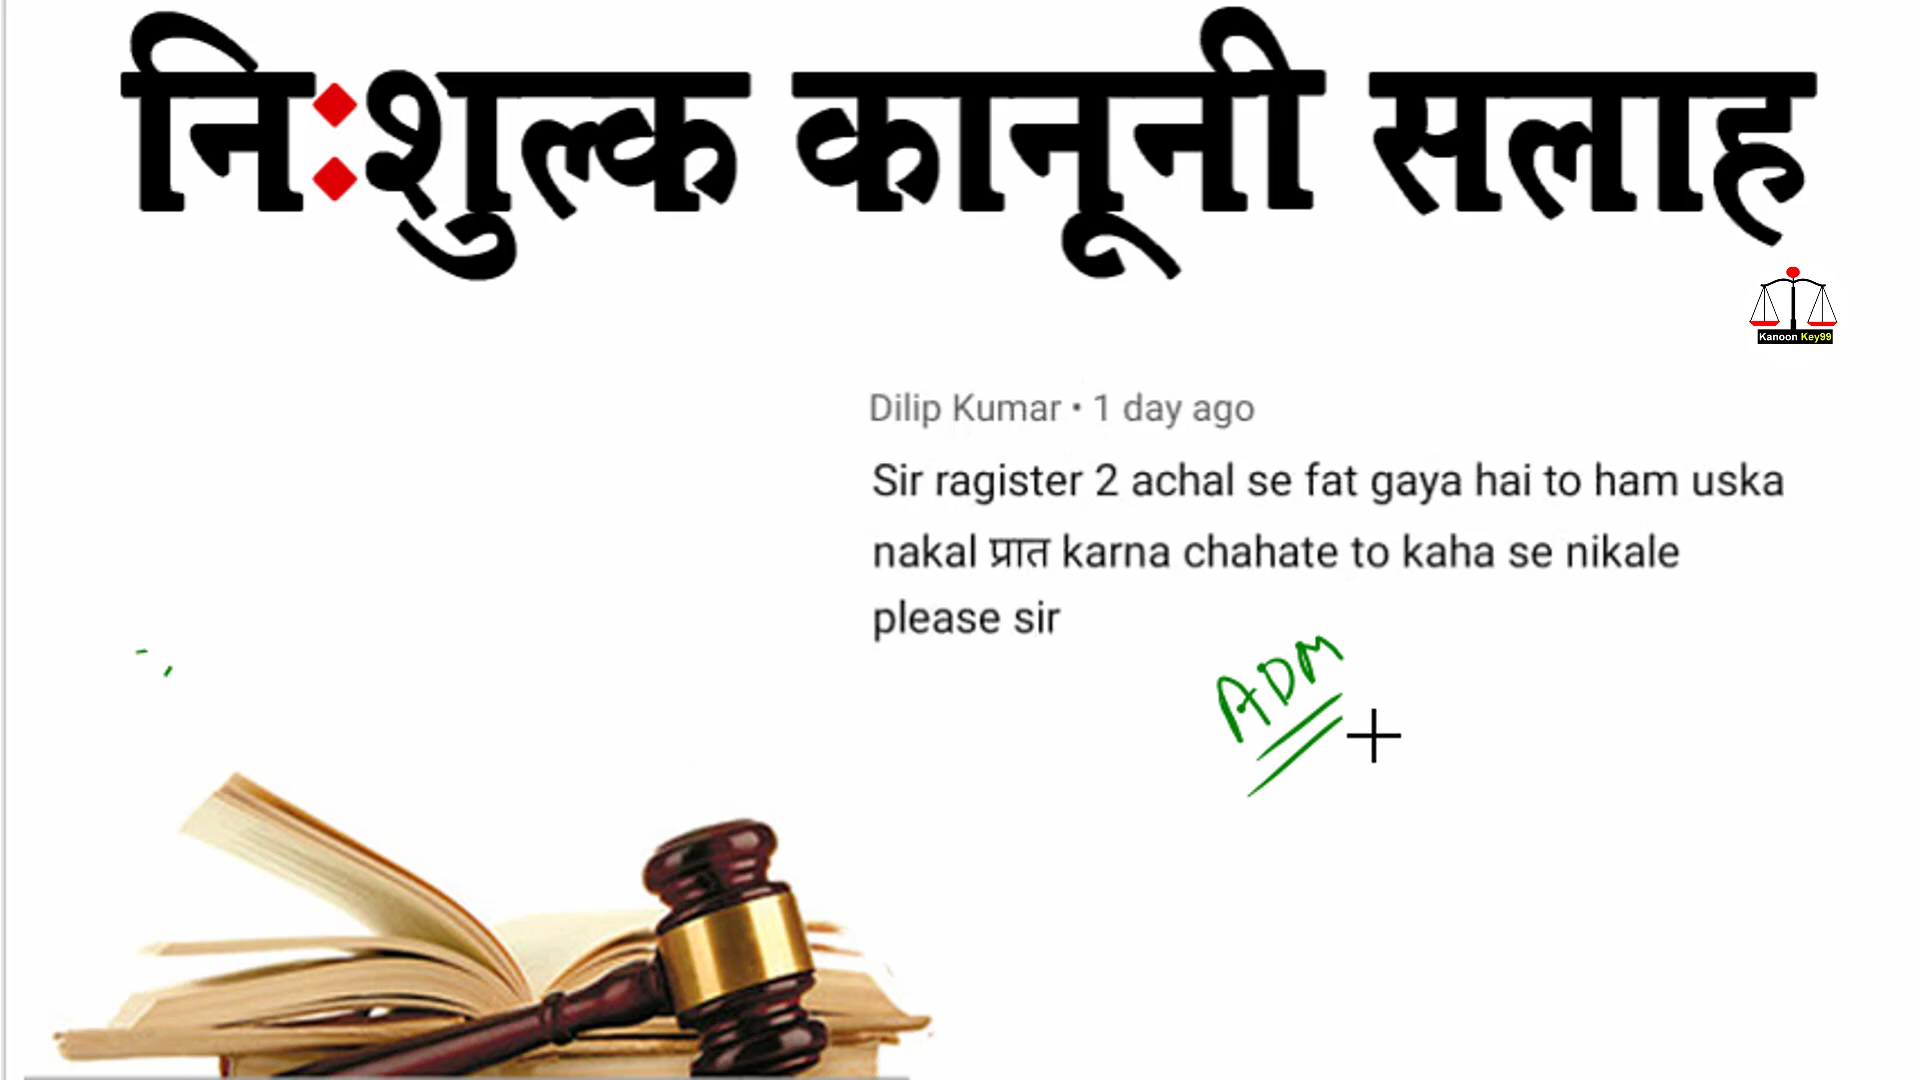 नि:शुल्क कानूनी सलाह
Kanoon Key99
Dilip Kumar • 1 day ago
Sir ragister 2 achal se fat gaya hai to ham uska
nakal प्रात karna chahate to kaha se nikale
please sir
ADM